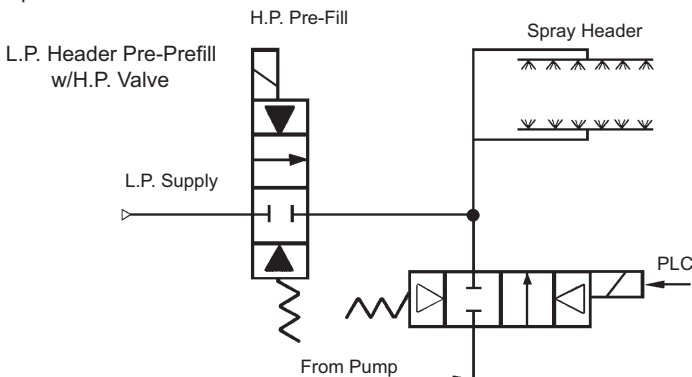 H.P. Pre-Fill
Spray Header
L.P. Header Pre-Prefill
w/H.P. Valve
L.P. Supply
PLC
From Pump